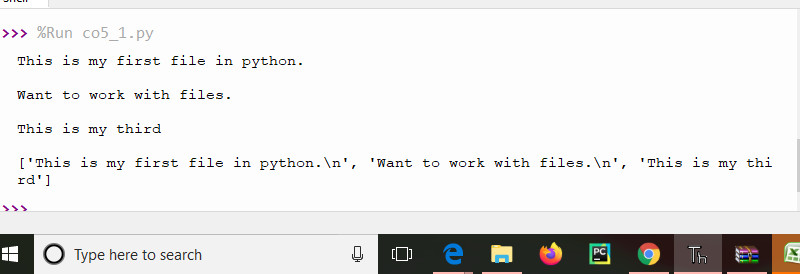 Shell
>>> %Run co5_1.py
This is my first file in python.
Want to work with files.
This is my third
['This is my first file in python.\n', 'Want to work with files.\n', 'This is my thi
rd']
>>>
Type here to search
PC
Th